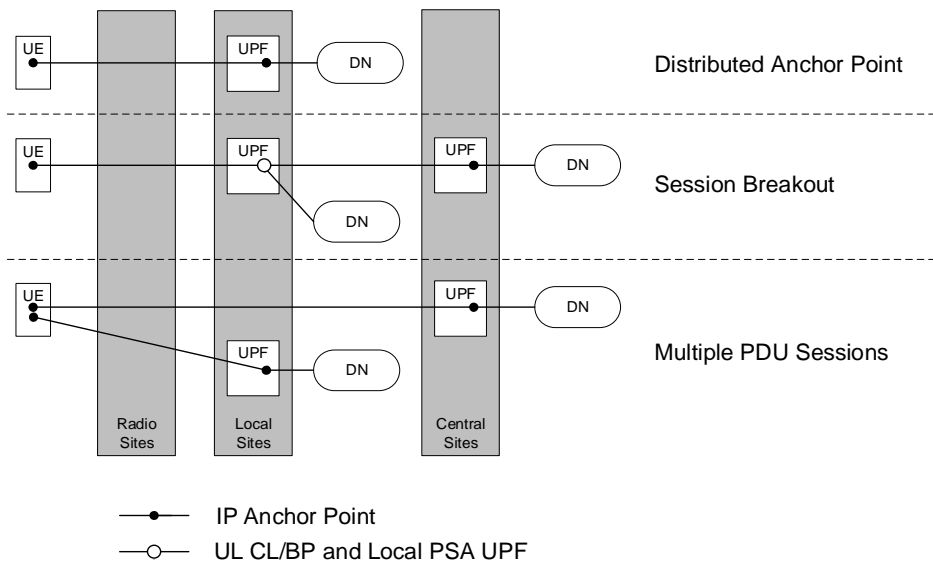 UE
UPF
DN
Distributed Anchor Point
UE
UPF
UPF
DN
Session Breakout
DN
UE
UPF
DN
Multiple PDU Sessions
UPF
DN
Radio
Sites
Local
Sites
Central
Sites
IP Anchor Point
UL CL/BP and Local PSA UPF